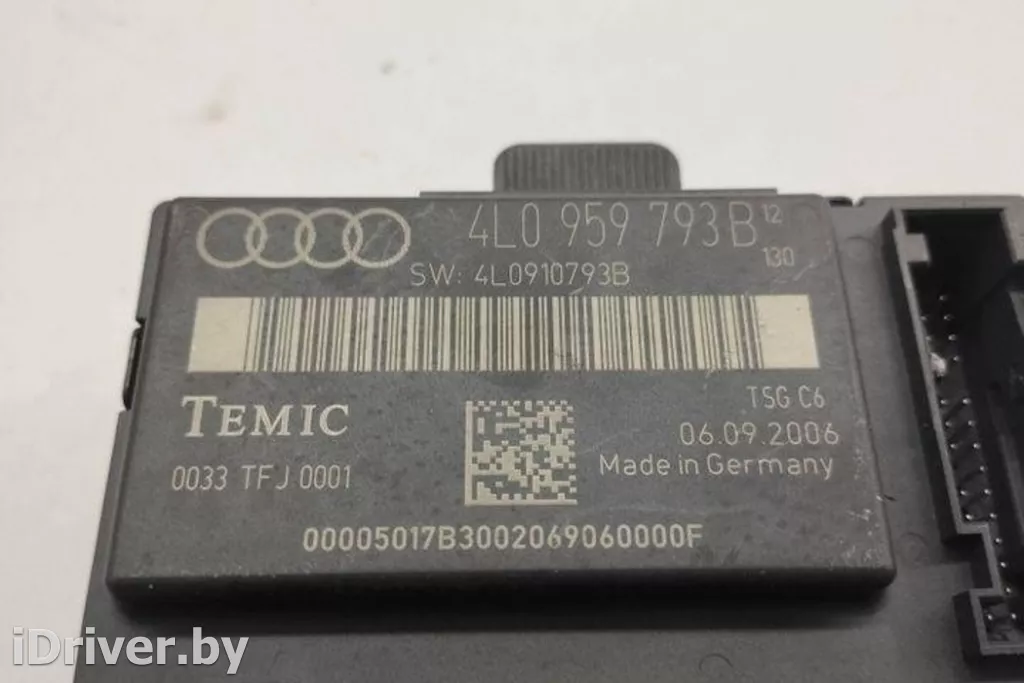 4L0 959 793 B 12
130
SW: 4L0910793B
TEMIC
TSG C6
06.09.2006
0033 TFJ 0001
Made in Germany
00005017B3002069060000F
iDriver.by